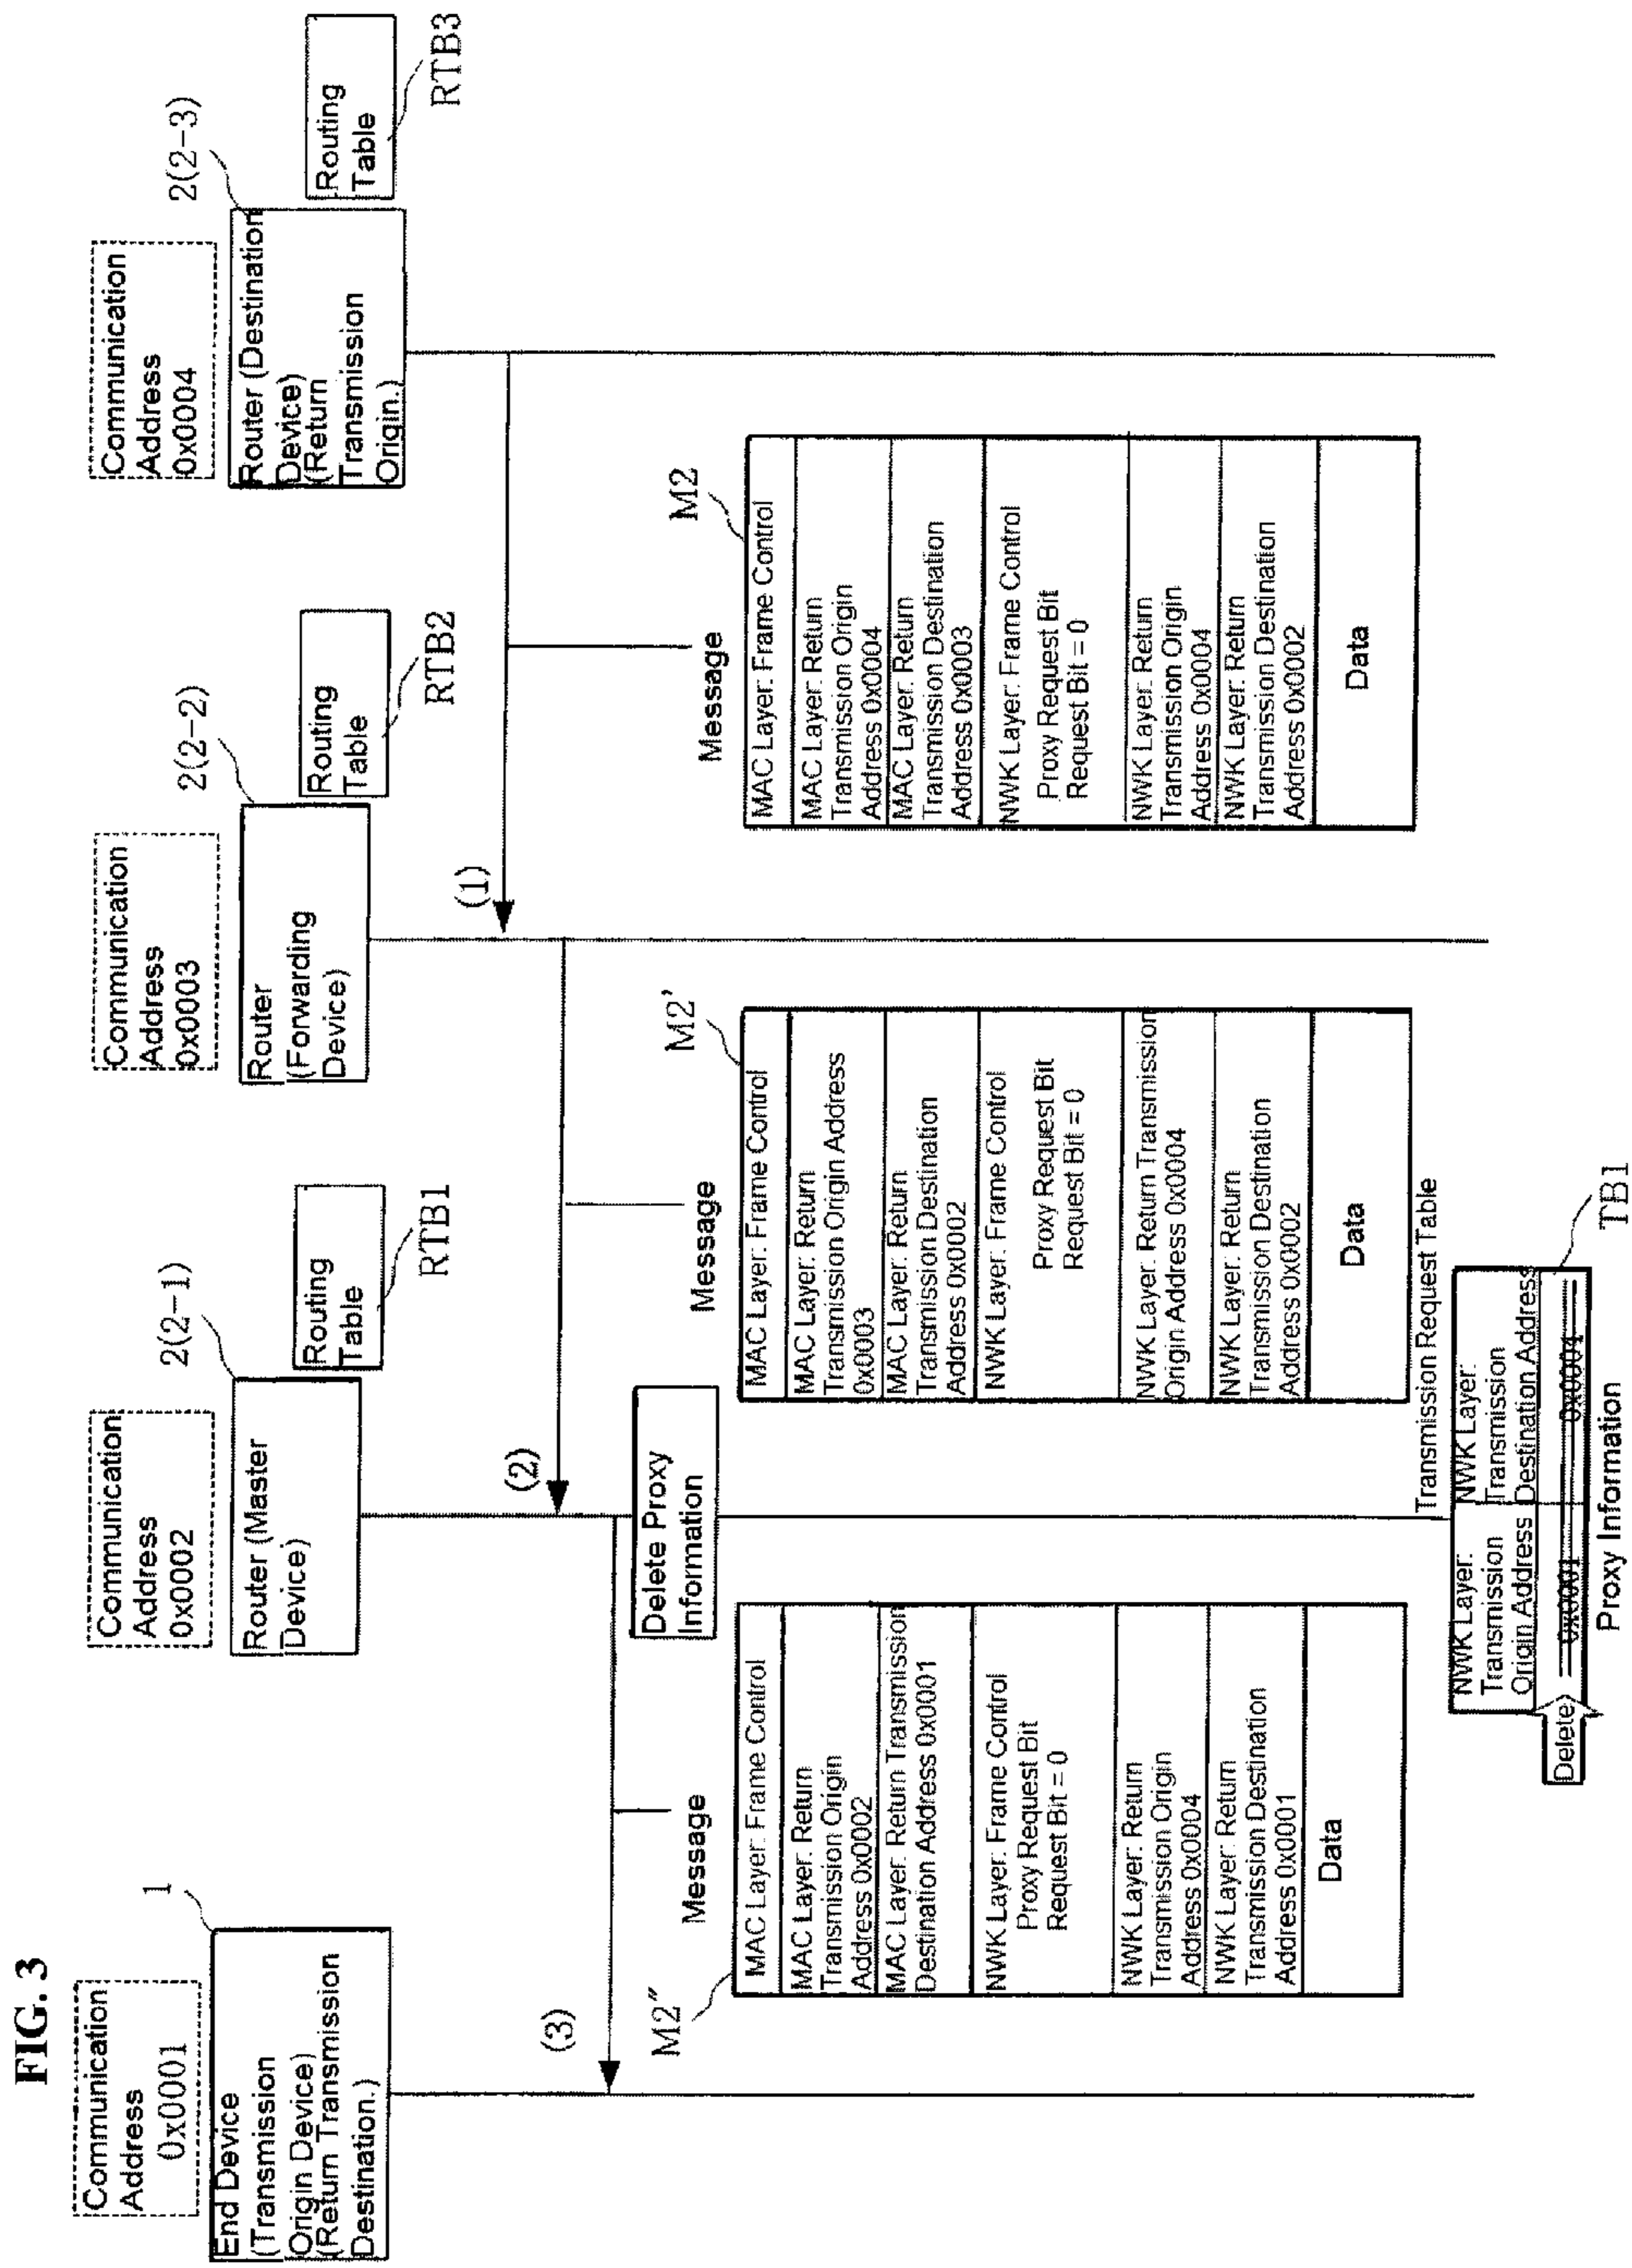 FIG. 3
Communication
Address
0x0001
End Device
(Transmission
Origin Device)
(Return Transmission
Destination.)
1
Communication
Address
0x0002
Router (Master
Device)
2(2-1)
Routing
Table
RTB1
Communication
Address
0x0003
Router
(Forwarding
Device)
2(2-2)
Routing
Table
RTB2
Communication
Address
0x0004
Router (Destination
Device)
(Return
Transmission
Origin.)
2(2-3)
Routing
Table
RTB3
(1)
(2)
(3)
Delete Proxy
Information
Message
M2"
MAC Layer: Frame Control
MAC Layer: Return
Transmission Origin
Address 0x0002
MAC Layer: Return Transmission
Destination Address 0x0001
NWK Layer: Frame Control
Proxy Request Bit
Request Bit = 0
NWK Layer: Return
Transmission Origin
Address 0x0004
NWK Layer: Return
Transmission Destination
Address 0x0001
Data
Message
M2'
MAC Layer: Frame Control
MAC Layer: Return
Transmission Origin Address
0x0003
MAC Layer: Return
Transmission Destination
Address 0x0002
NWK Layer: Frame Control
Proxy Request Bit
Request Bit = 0
NWK Layer: Return Transmission
Origin Address 0x0004
NWK Layer: Return
Transmission Destination
Address 0x0002
Data
Message
M2
MAC Layer: Frame Control
MAC Layer: Return
Transmission Origin
Address 0x0004
MAC Layer: Return
Transmission Destination
Address 0x0003
NWK Layer: Frame Control
Proxy Request Bit
Request Bit = 0
NWK Layer: Return
Transmission Origin
Address 0x0004
NWK Layer: Return
Transmission Destination
Address 0x0002
Data
Transmission Request Table
NWK Layer:
Transmission
Origin Address
NWK Layer:
Transmission
Destination Address
Delete
0x0001
0x0004
TB1
Proxy Information